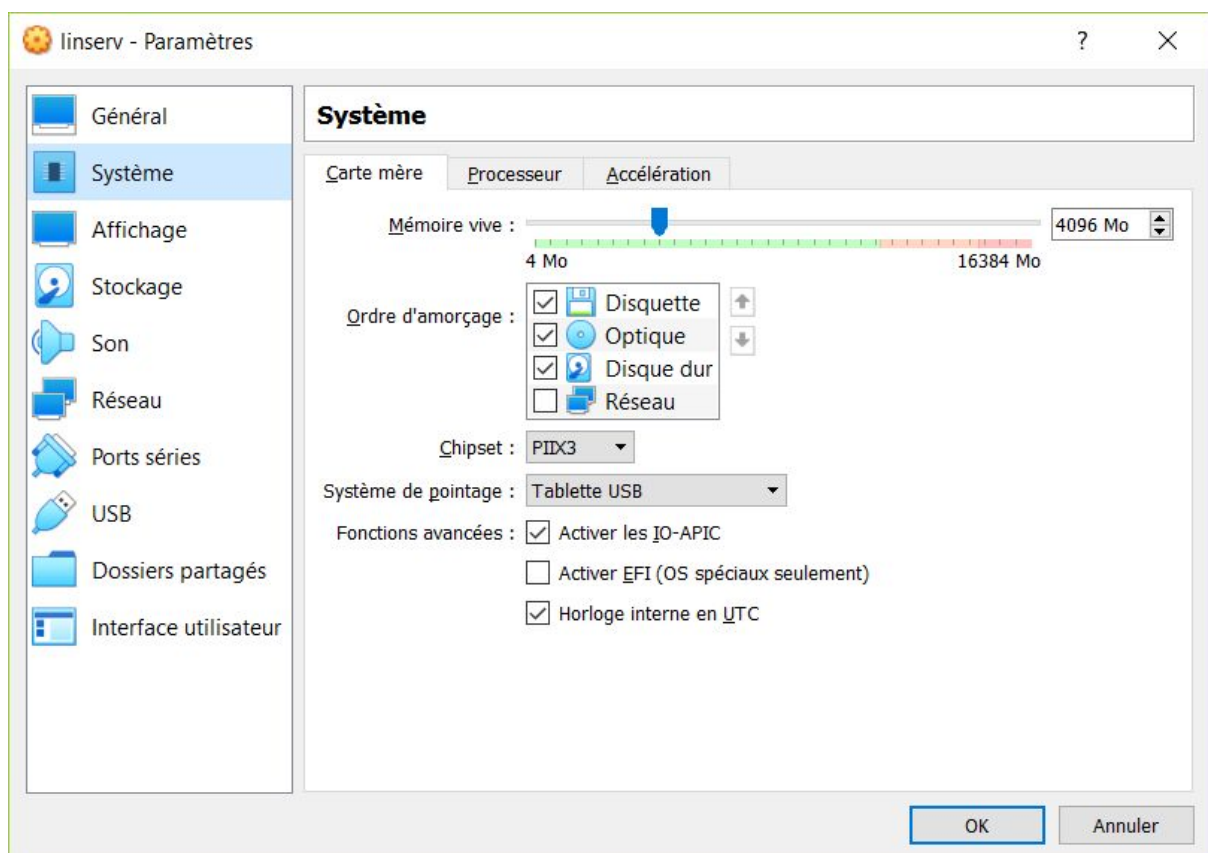 linserv - Paramètres
?
Général
Système
Affichage
Stockage
Son
Réseau
Ports séries
USB
Dossiers partagés
Interface utilisateur
Système
Carte mère Processeur Accélération
Mémoire vive : 4096 Mo
4 Mo 16384 Mo
Ordre d'amorçage : Disquette
Optique
Disque dur
Réseau
Chipset : PIIX3
Système de pointage : Tablette USB
Fonctions avancées : Activer les IO-APIC
Activer EFI (OS spéciaux seulement)
Horloge interne en UTC
OK Annuler